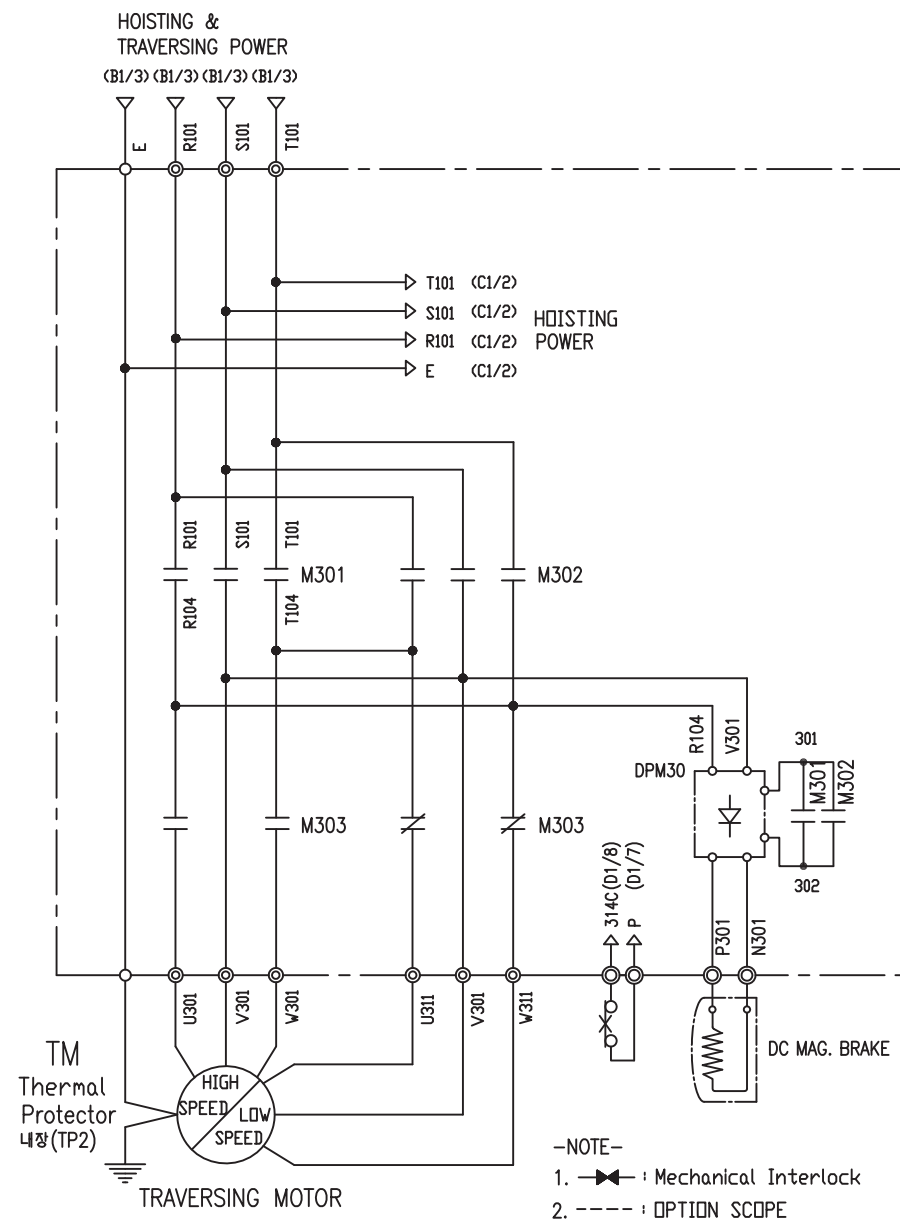 HOISTING &
TRAVERSING POWER
(B1/3) (B1/3) (B1/3) (B1/3)
E
R101
S101
T101
T101 (C1/2)
S101 (C1/2)
R101 (C1/2)
E (C1/2)
HOISTING
POWER
R101
S101
T101
M301
M302
R104
T104
R104
V301
301
DPM30
M301
M302
M303
M303
314C(D1/8)
P (D1/7)
302
P301
N301
U301
V301
W301
U311
V301
W311
DC MAG. BRAKE
TM
Thermal
Protector
내장(TP2)
HIGH
SPEED
LOW
SPEED
TRAVERSING MOTOR
-NOTE-
1. : Mechanical Interlock
2. ---- : OPTION SCOPE